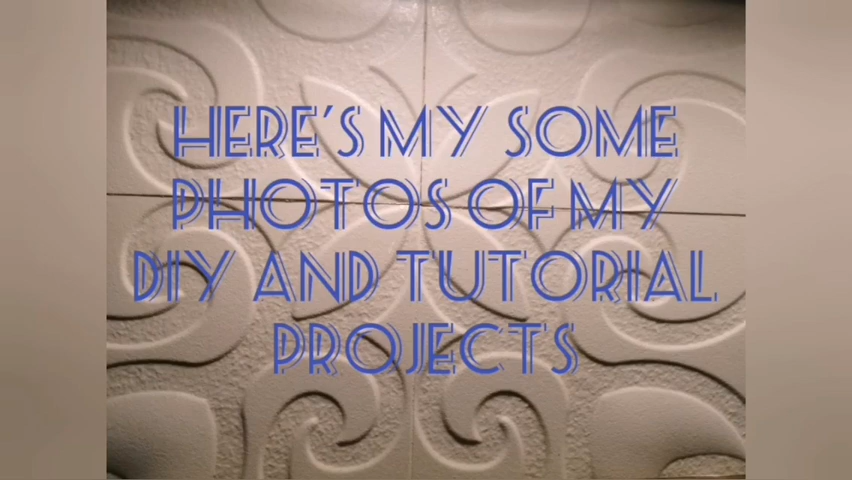 HERE'S MY SOME
PHOTOS OF MY
DIY AND TUTORIAL
PROJECTS